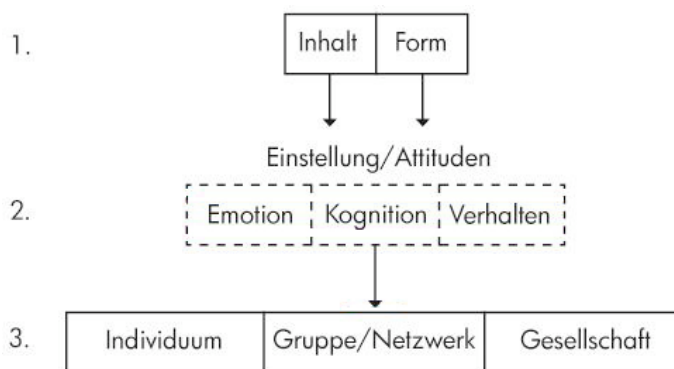 1. Inhalt Form
Einstellung/Attituden
2. Emotion Kognition Verhalten
3. Individuum Gruppe/Netzwerk Gesellschaft